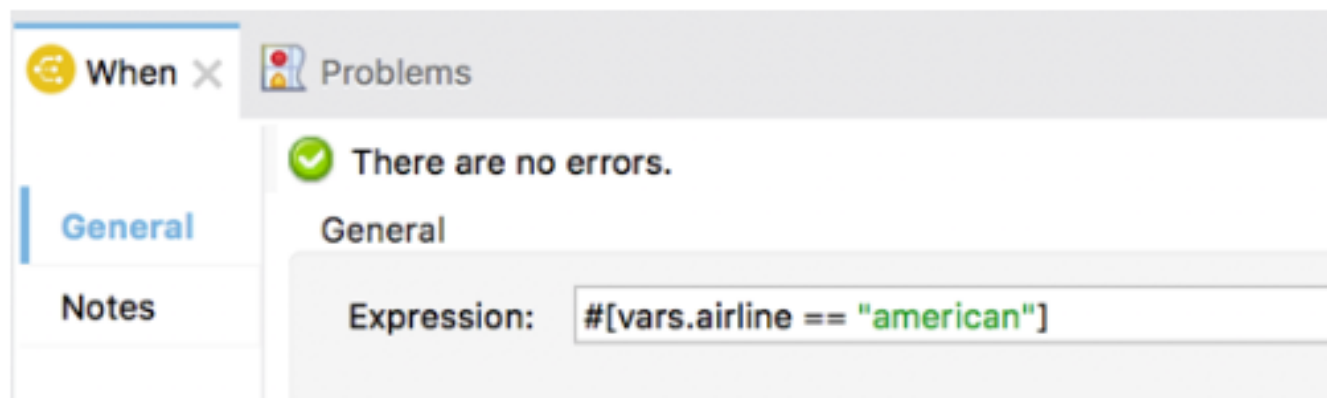 When Problems
There are no errors.
General General
Notes
Expression: #[vars.airline == "american"]